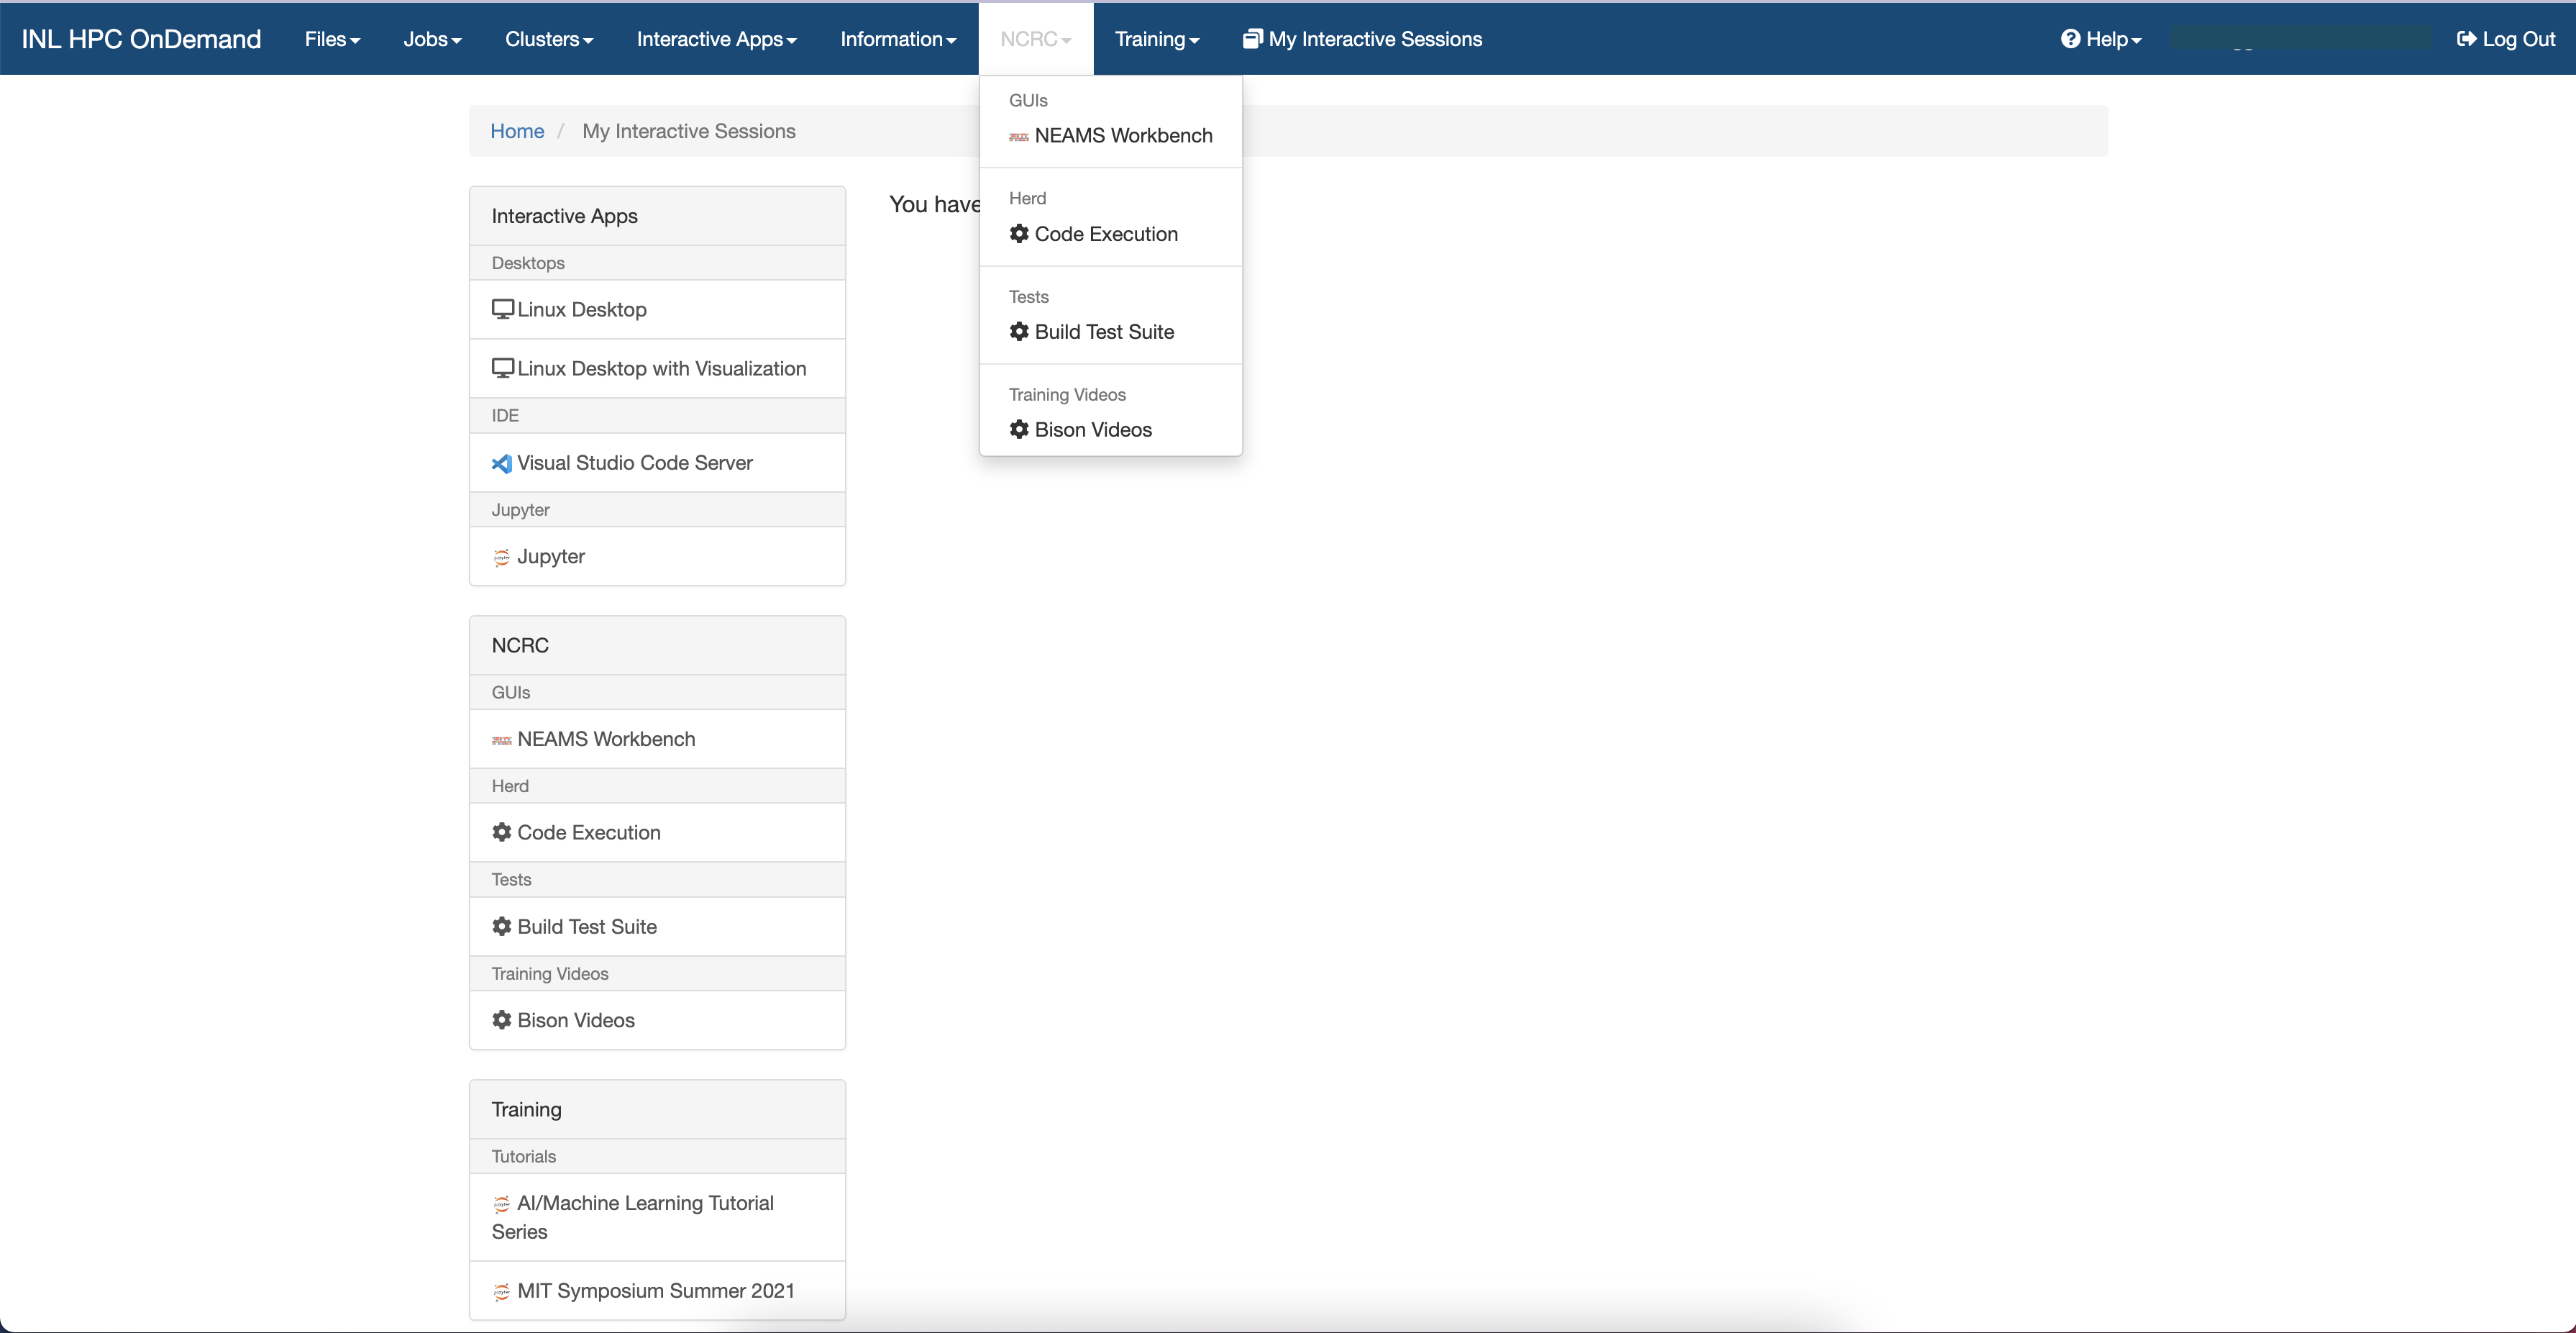 INL HPC OnDemand Files Jobs Clusters Interactive Apps Information NCRC Training My Interactive Sessions Help Log Out
Home / My Interactive Sessions
Interactive Apps
Desktops
Linux Desktop
Linux Desktop with Visualization
IDE
Visual Studio Code Server
Jupyter
Jupyter
NCRC
GUIs
NEAMS Workbench
Herd
Code Execution
Tests
Build Test Suite
Training Videos
Bison Videos
Training
Tutorials
AI/Machine Learning Tutorial
Series
MIT Symposium Summer 2021
You have
GUIs
NEAMS Workbench
Herd
Code Execution
Tests
Build Test Suite
Training Videos
Bison Videos